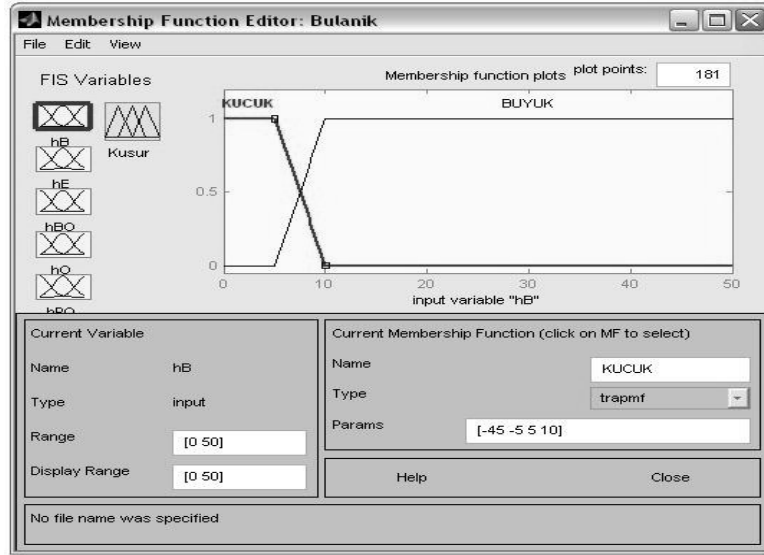 Membership Function Editor: Bulanik
File Edit View
FIS Variables
Membership function plots plot points: 181
hB
Kusur
hE
hBO
hO
hBO
KUCUK BUYUK
1
0.5
0
0 10 20 30 40 50
input variable "hB"
Current Variable
Name hB
Type input
Range [0 50]
Display Range [0 50]
Current Membership Function (click on MF to select)
Name KUCUK
Type trapmf
Params [-45 -5 5 10]
Help Close
No file name was specified